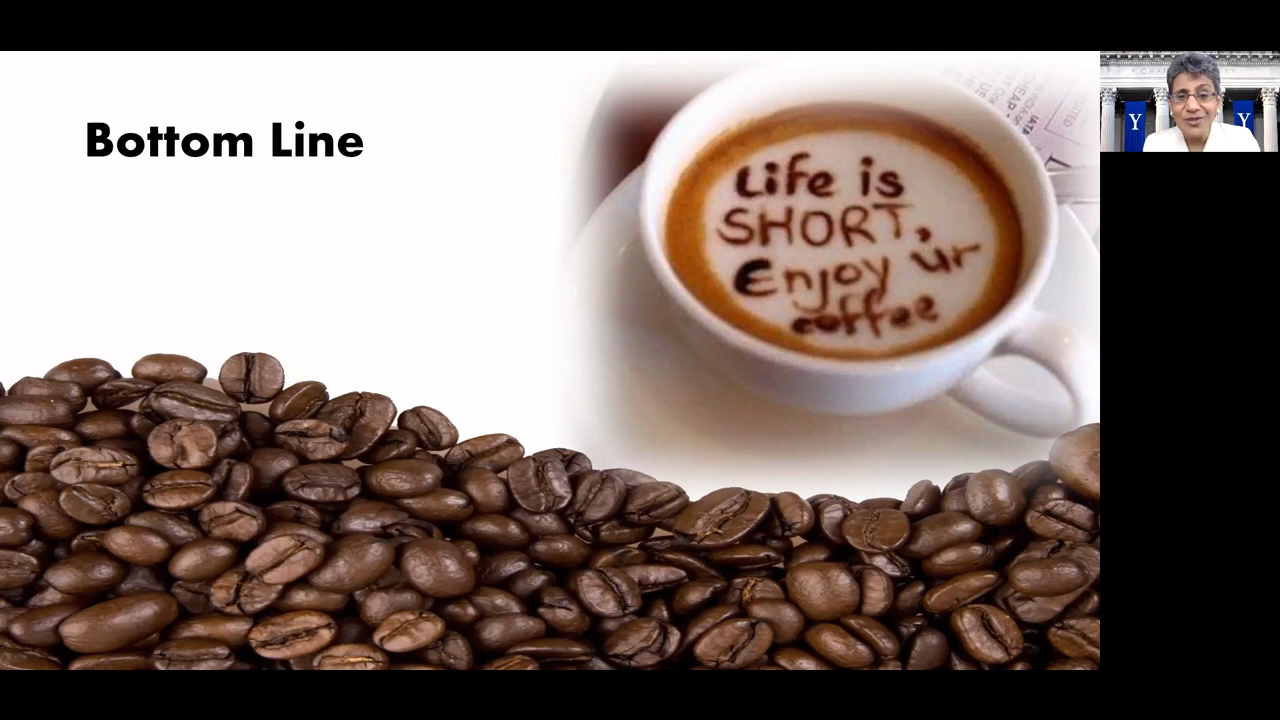 Bottom Line
Life is
SHORT,
Enjoy ur
coffee
Y
Y